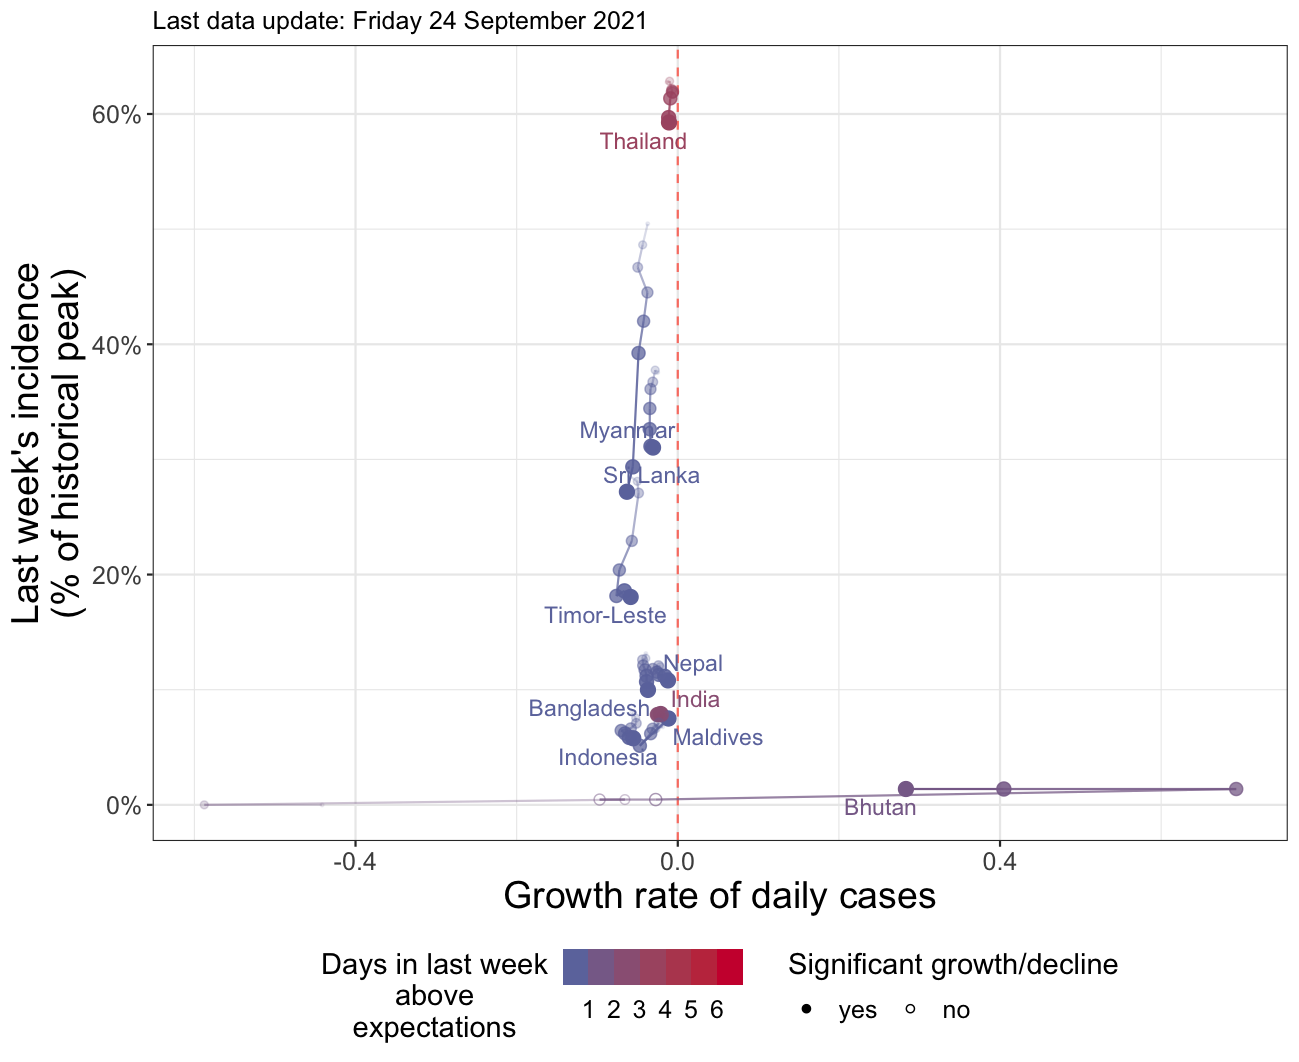 Last data update: Friday 24 September 2021
Last week's incidence
(% of historical peak)
60%
40%
20%
0%
Thailand
Myanmar
Sri Lanka
Timor-Leste
Nepal
India
Bangladesh
Maldives
Indonesia
Bhutan
-0.4
0.0
0.4
Growth rate of daily cases
Days in last week
above
expectations
1 2 3 4 5 6
Significant growth/decline
yes
no